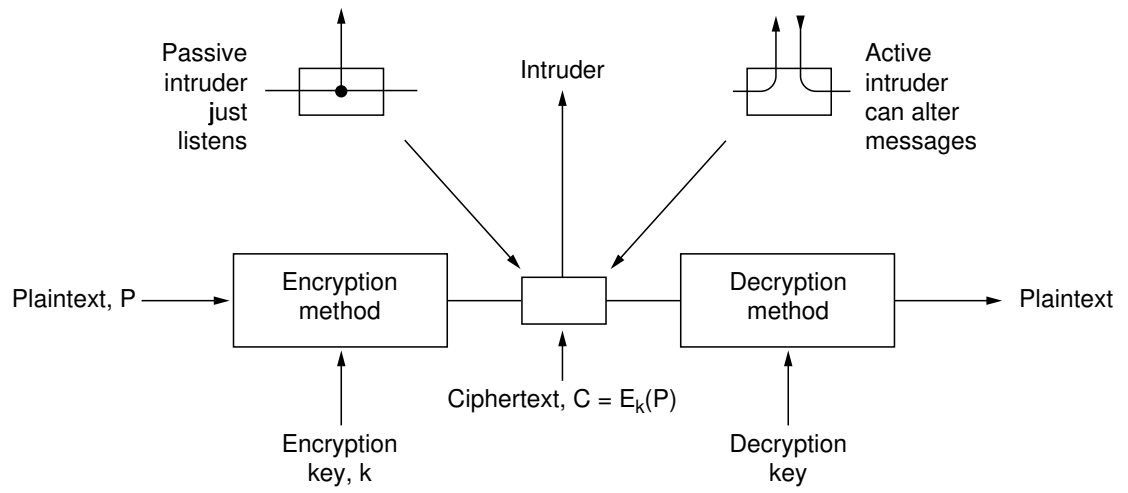 Passive
intruder
just
listens
Intruder
Active
intruder
can alter
messages
Plaintext, P
Encryption
method
Decryption
method
Plaintext
Ciphertext, C = Ek(P)
Encryption
key, k
Decryption
key